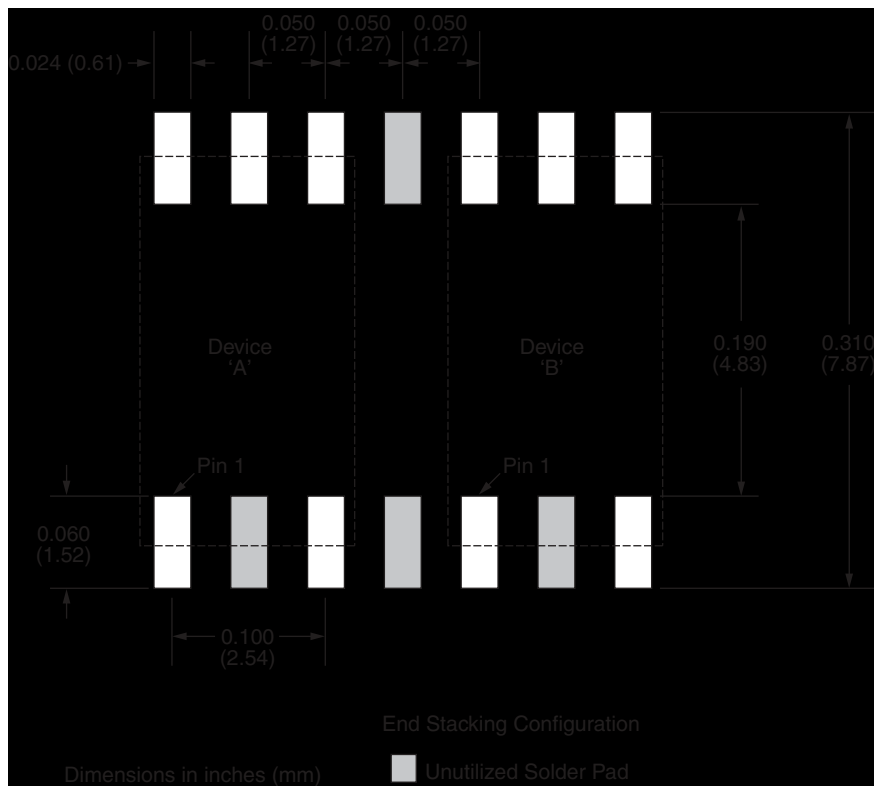 0.050 0.050 0.050
(1.27) (1.27) (1.27)
0.024 (0.61)
Device
‘A’
Device
‘B’
0.190
(4.83)
0.310
(7.87)
Pin 1
Pin 1
0.060
(1.52)
0.100
(2.54)
End Stacking Configuration
Dimensions in inches (mm)
Unutilized Solder Pad